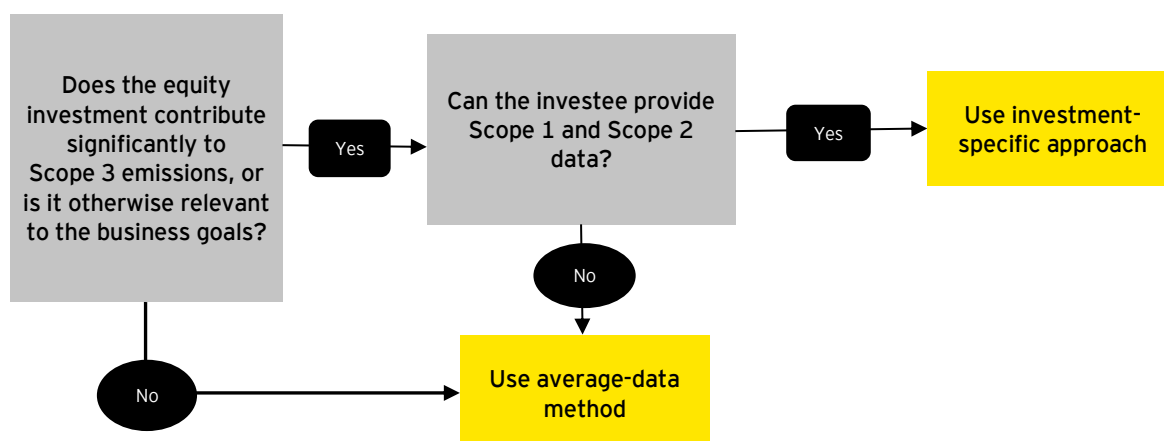 Does the equity
investment contribute
significantly to
Scope 3 emissions, or
is it otherwise relevant
to the business goals?
Yes
Can the investee provide
Scope 1 and Scope 2
data?
Yes
Use investment-
specific approach
No
No
Use average-data
method